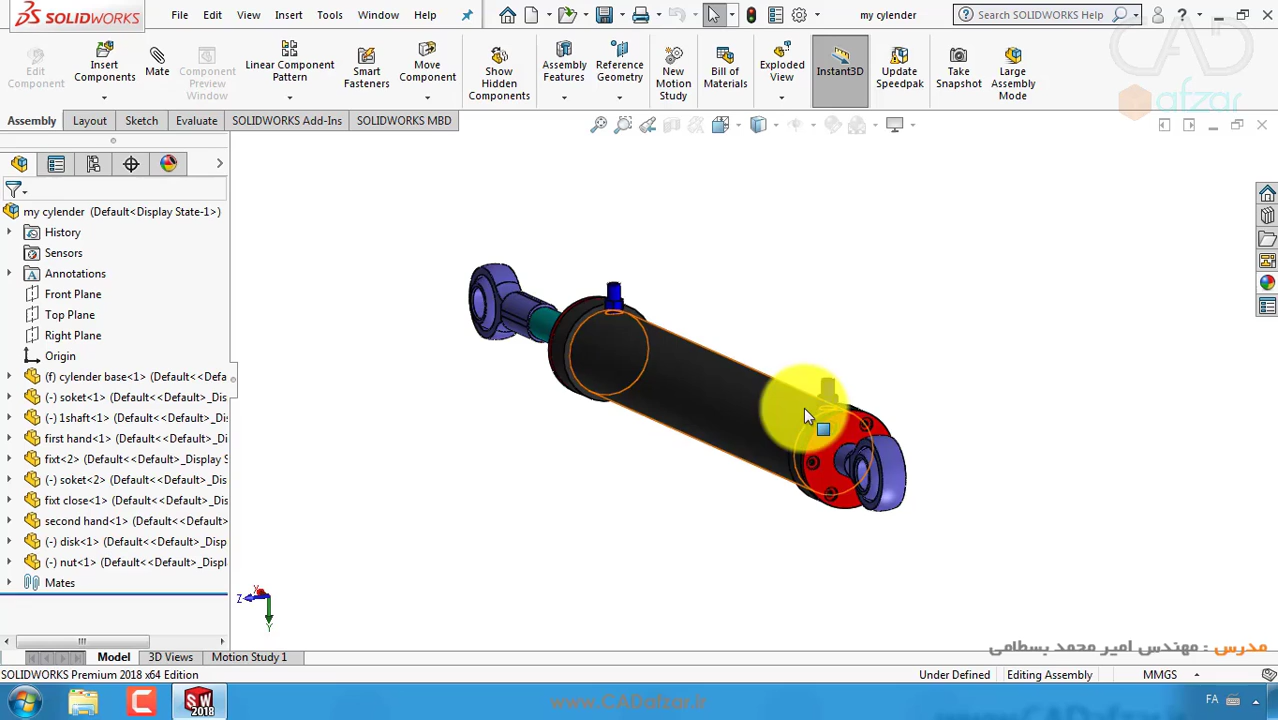 SOLIDWORKS
File Edit View Insert Tools Window Help
my cylender
Search SOLIDWORKS Help
Edit Component
Insert Components
Mate
Component Preview Window
Linear Component Pattern
Smart Fasteners
Move Component
Show Hidden Components
Assembly Features
Reference Geometry
New Motion Study
Bill of Materials
Exploded View
Instant3D
Update Speedpak
Take Snapshot
Large Assembly Mode
CAD
afzar
Assembly Layout Sketch Evaluate SOLIDWORKS Add-Ins SOLIDWORKS MBD
my cylender (Default<Display State-1>)
History
Sensors
Annotations
Front Plane
Top Plane
Right Plane
Origin
(f) cylender base<1> (Default<<Defa
(-) soket<1> (Default<<Default>_Dis
(-) 1shaft<1> (Default<<Default>_Dis
first hand<1> (Default<<Default>_Dis
fixt<2> (Default<<Default>_Display S
(-) soket<2> (Default<<Default>_Dis
fixt close<1> (Default<<Default>_Dis
second hand<1> (Default<<Default>
(-) disk<1> (Default<<Default>_Displ
(-) nut<1> (Default<<Default>_Displ
Mates
X
Z
Y
Model 3D Views Motion Study 1
مدرس : مهندس امیر محمد بسطامی
SOLIDWORKS Premium 2018 x64 Edition
Under Defined Editing Assembly MMGS
SW 2018
www.CADafzar.ir
FA